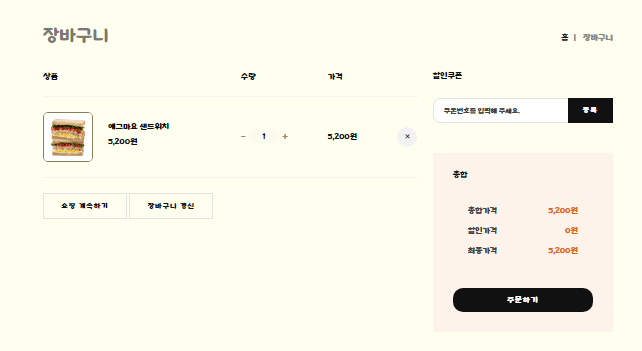 장바구니
홈 | 장바구니
상품 수량 가격
에그마요 샌드위치
5,200원
− 1 + 5,200원 ×
쇼핑 계속하기 장바구니 갱신
할인쿠폰
쿠폰번호를 입력해 주세요. 등록
총합
총합가격 5,200원
할인가격 0원
최종가격 5,200원
주문하기